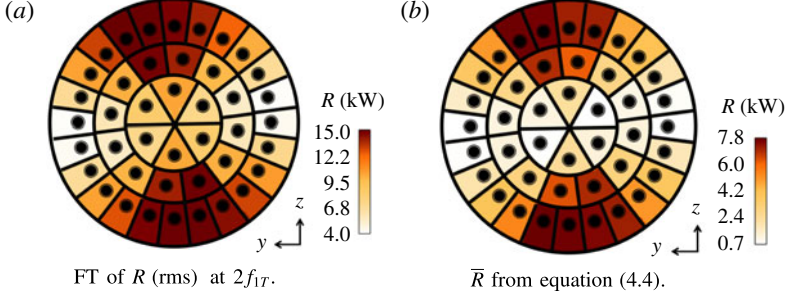 (a)
(b)
R (kW)
15.0
12.2
9.5
6.8
4.0
z
y
R (kW)
7.8
6.0
4.2
2.4
0.7
z
y
FT of R (rms) at 2f₁T.
R̅ from equation (4.4).